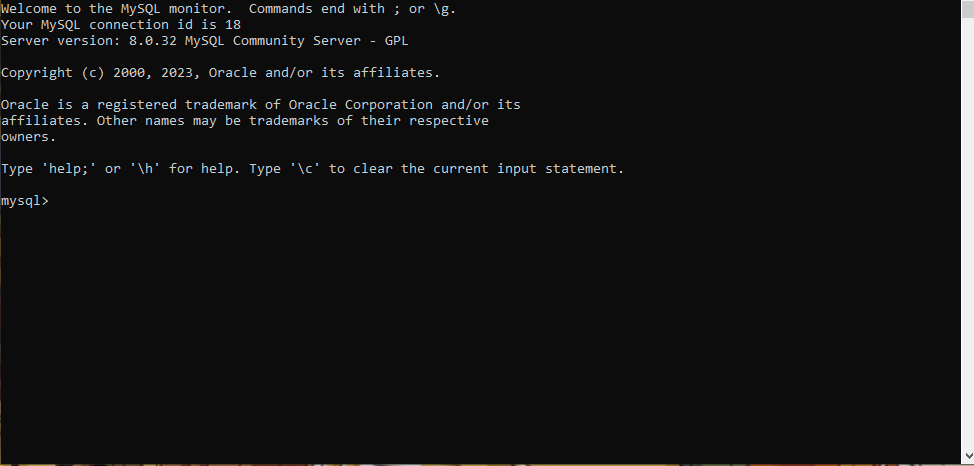 Welcome to the MySQL monitor.  Commands end with ; or \g.
Your MySQL connection id is 18
Server version: 8.0.32 MySQL Community Server - GPL
Copyright (c) 2000, 2023, Oracle and/or its affiliates.
Oracle is a registered trademark of Oracle Corporation and/or its
affiliates. Other names may be trademarks of their respective
owners.
Type 'help;' or '\h' for help. Type '\c' to clear the current input statement.
mysql>